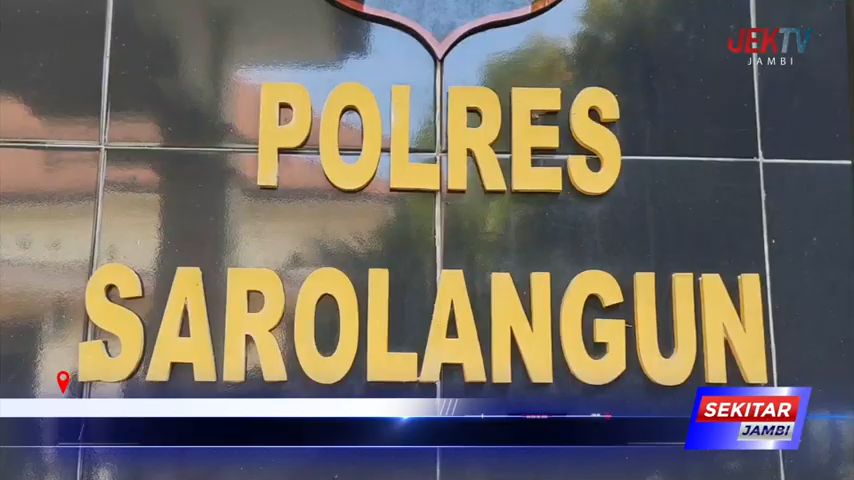 JEKTV
JAMBI
POLRES
SAROLANGUN
SEKITAR
JAMBI